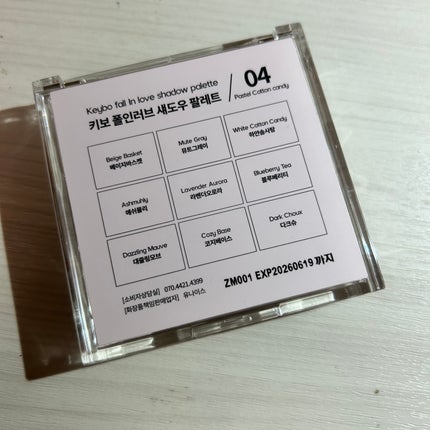 Keybo fall In love shadow palette
키보 폴인러브 섀도우 팔레트
/ 04
Pastel Cotton candy
Beige Basket
베이지바스켓
Mute Gray
뮤트그레이
White Cotton Candy
하얀솜사탕
Ashmuhly
애쉬뮬리
Lavender Aurora
라벤더오로라
Blueberry Tea
블루베리티
Dazzling Mauve
대즐링모브
Cozy Base
코지베이스
Dark Choux
다크슈
[소비자상담실] 070.4421.4399
[화장품책임판매업자] 유나이스
ZM001 EXP20260619 까지